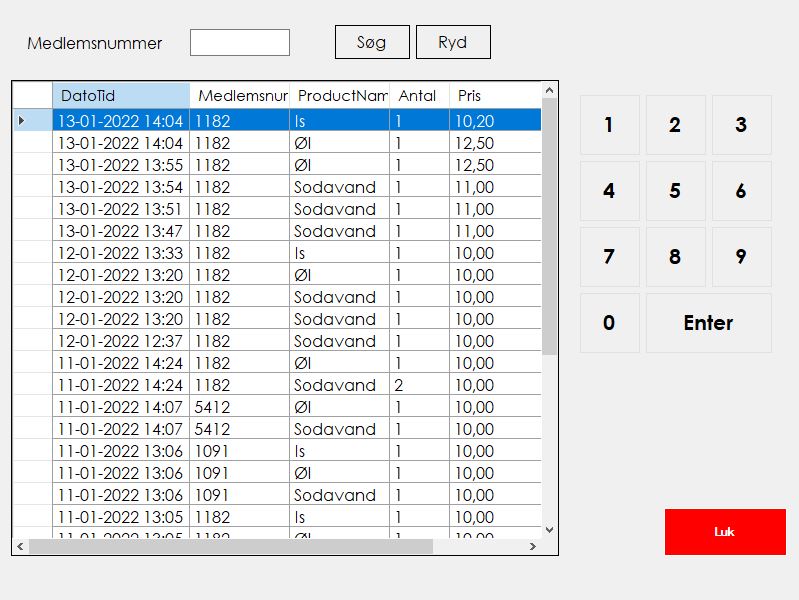 Medlemsnummer Søg Ryd
DatoTid Medlemsnur ProductNam Antal Pris
13-01-2022 14:04 1182 Is 1 10,20
13-01-2022 14:04 1182 Øl 1 12,50
13-01-2022 13:55 1182 Øl 1 12,50
13-01-2022 13:54 1182 Sodavand 1 11,00
13-01-2022 13:51 1182 Sodavand 1 11,00
13-01-2022 13:47 1182 Sodavand 1 11,00
12-01-2022 13:33 1182 Is 1 10,00
12-01-2022 13:20 1182 Øl 1 10,00
12-01-2022 13:20 1182 Sodavand 1 10,00
12-01-2022 13:20 1182 Sodavand 1 10,00
12-01-2022 12:37 1182 Sodavand 1 10,00
11-01-2022 14:24 1182 Øl 1 10,00
11-01-2022 14:24 1182 Sodavand 2 10,00
11-01-2022 14:07 5412 Øl 1 10,00
11-01-2022 14:07 5412 Sodavand 1 10,00
11-01-2022 13:06 1091 Is 1 10,00
11-01-2022 13:06 1091 Øl 1 10,00
11-01-2022 13:06 1091 Sodavand 1 10,00
11-01-2022 13:05 1182 Is 1 10,00
11-01-2022 13:05 1182 Øl 1 10,00
1 2 3
4 5 6
7 8 9
0 Enter
Luk